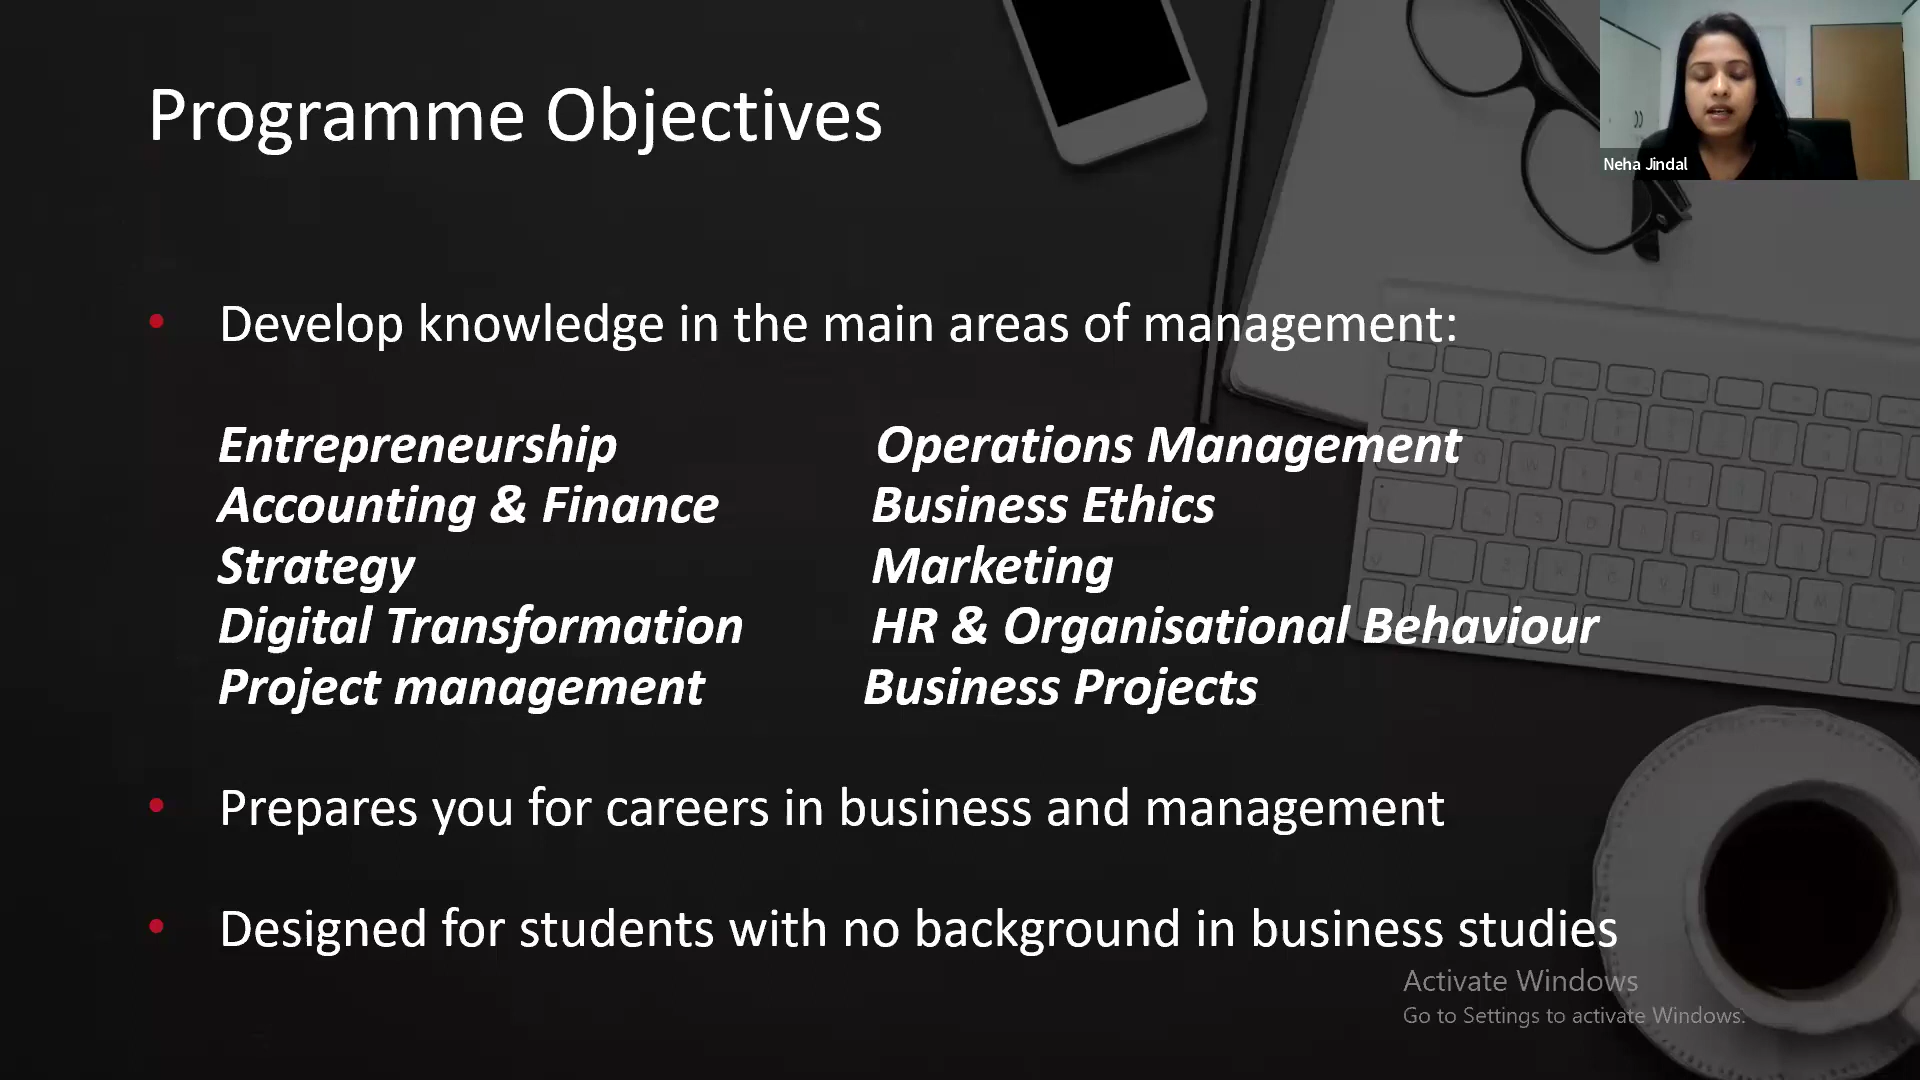 Programme Objectives
Neha Jindal
• Develop knowledge in the main areas of management:
Entrepreneurship Operations Management
Accounting & Finance Business Ethics
Strategy Marketing
Digital Transformation HR & Organisational Behaviour
Project management Business Projects
• Prepares you for careers in business and management
• Designed for students with no background in business studies
Activate Windows
Go to Settings to activate Windows.